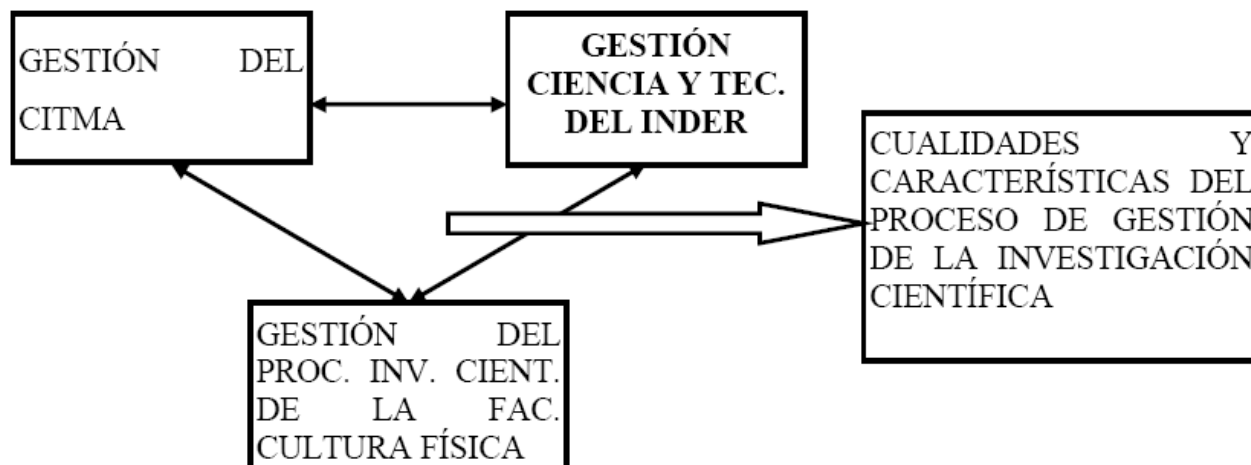 GESTIÓN DEL
CITMA
GESTIÓN
CIENCIA Y TEC.
DEL INDER
CUALIDADES Y
CARACTERÍSTICAS DEL
PROCESO DE GESTIÓN
DE LA INVESTIGACIÓN
CIENTÍFICA
GESTIÓN DEL
PROC. INV. CIENT.
DE LA FAC.
CULTURA FÍSICA